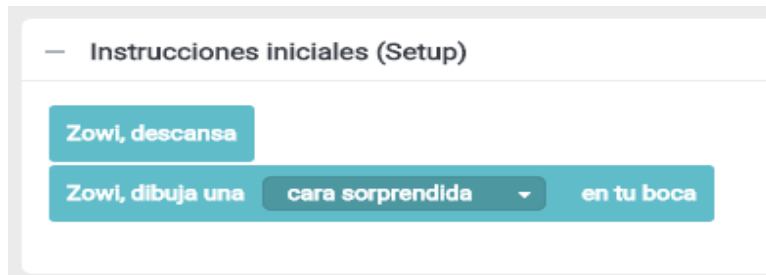 Instrucciones iniciales (Setup)
Zowi, descansa
Zowi, dibuja una cara sorprendida en tu boca